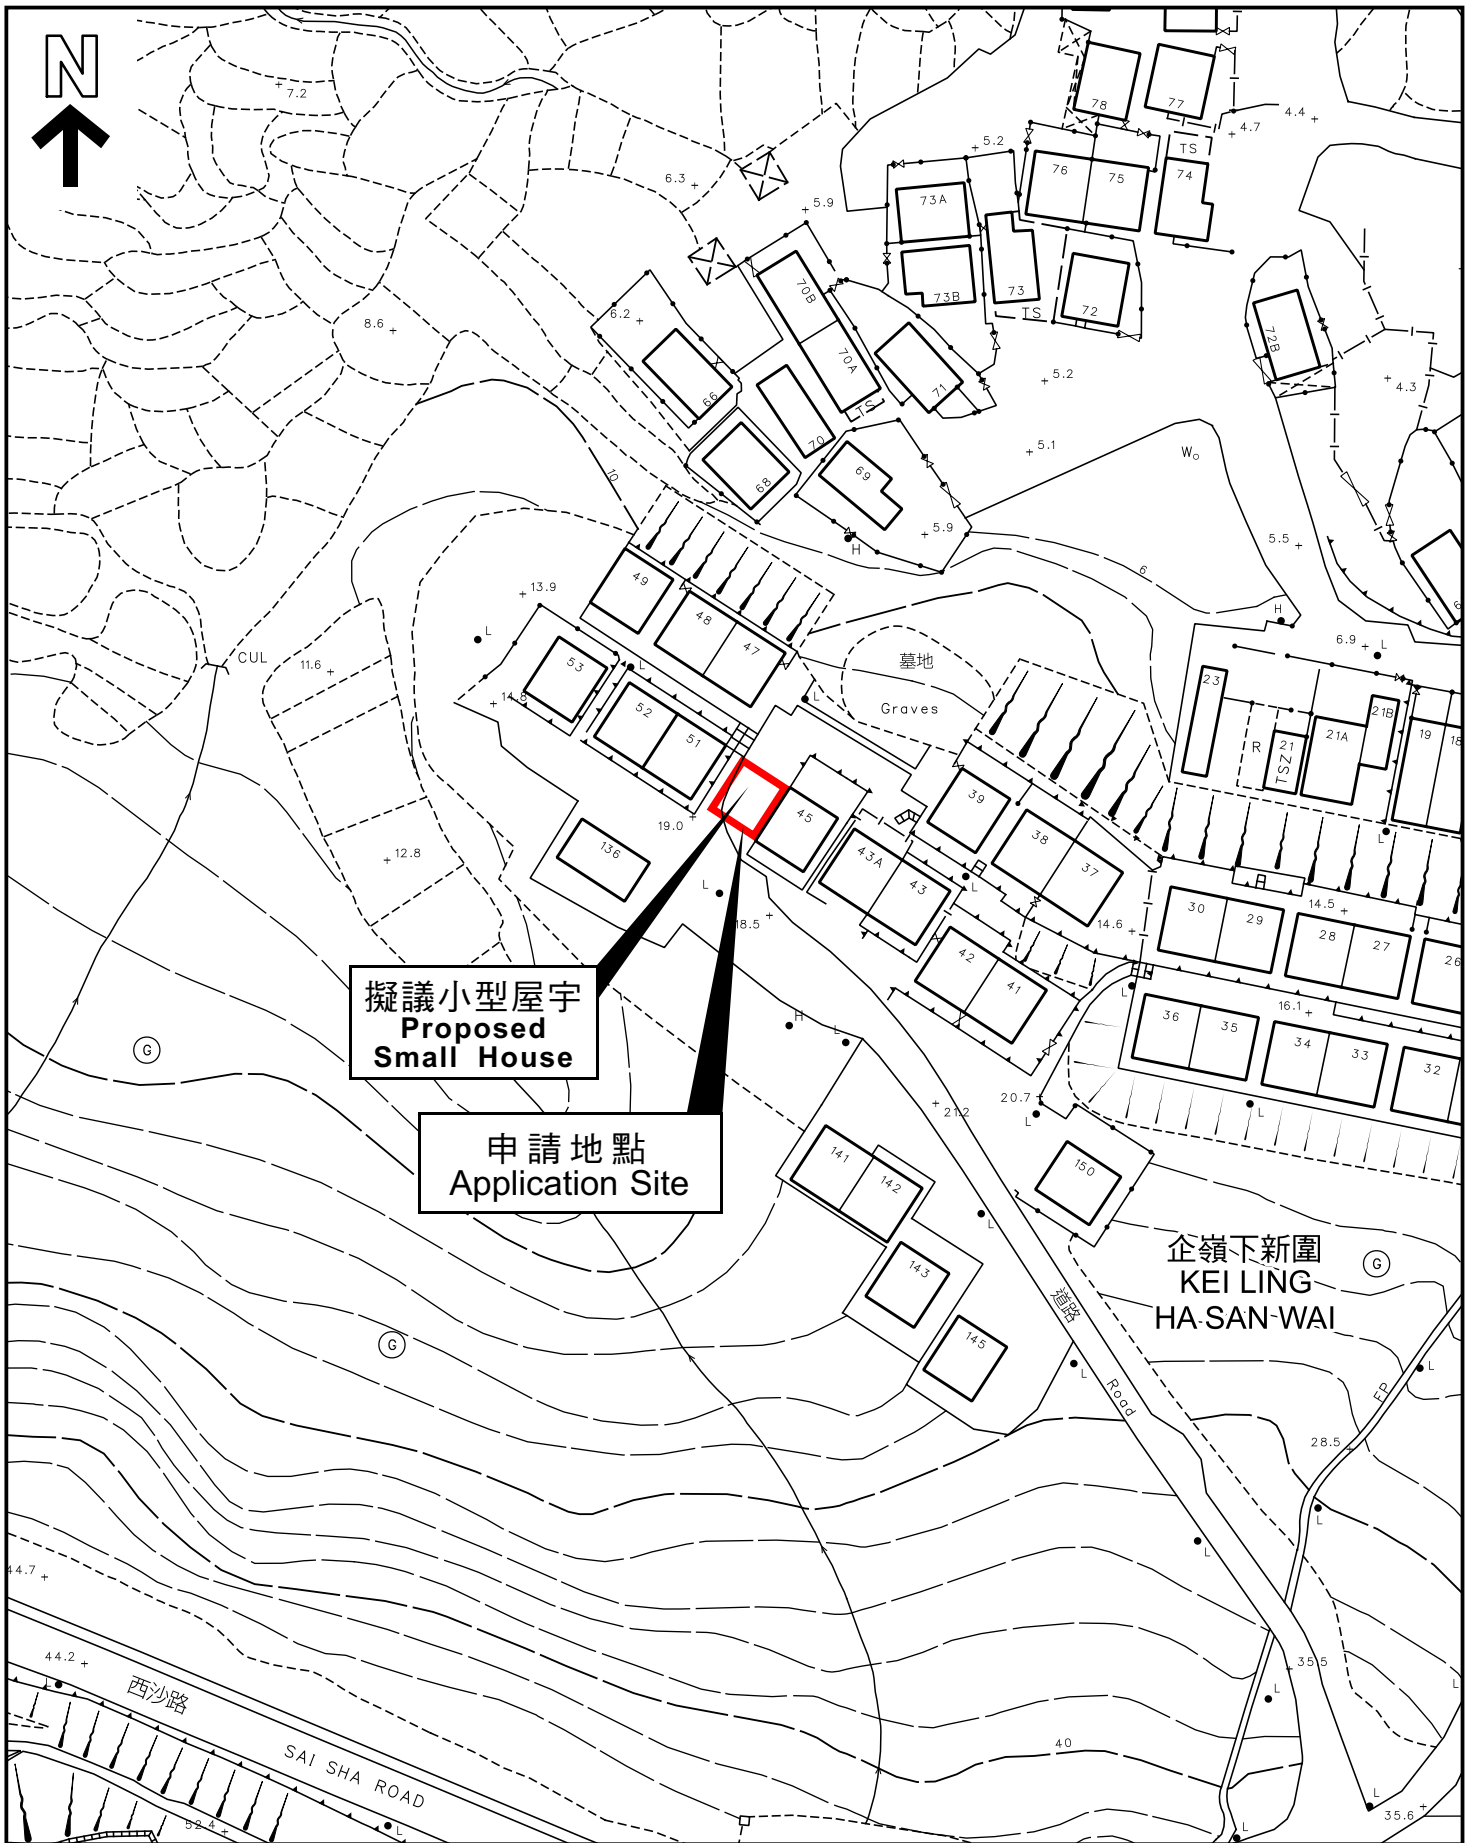 N
7.2
78
77
4.4
4.7
5.2
TS
76
75
74
6.3
5.9
73A
73B
73
TS
72
70B
70A
6.2
8.6
72B
71
5.2
4.3
66
TS
70
5.1
Wo
68
69
10
5.9
H
5.5
6
49
13.9
H
48
L
47
墓地
6.9
L
CUL
11.6
53
L
23
14.8
52
L
Graves
21B
51
R
21
TSZ
21A
19
18
39
19.0
45
L
136
38
12.8
43A
37
43
L
L
30
29
14.5
28
27
26
18.5
14.6
42
41
L
16.1
擬議小型屋宇
Proposed
Small House
H
L
36
35
34
33
32
G
20.7
21.2
L
L
申請地點
Application Site
141
142
150
L
企嶺下新圍
KEI LING
HA SAN WAI
G
143
道路
G
145
L
L
Road
FP
28.5
L
L
44.7
44.2
L
西沙路
35.5
L
L
SAI SHA ROAD
40
52.4
L
L
35.6
L